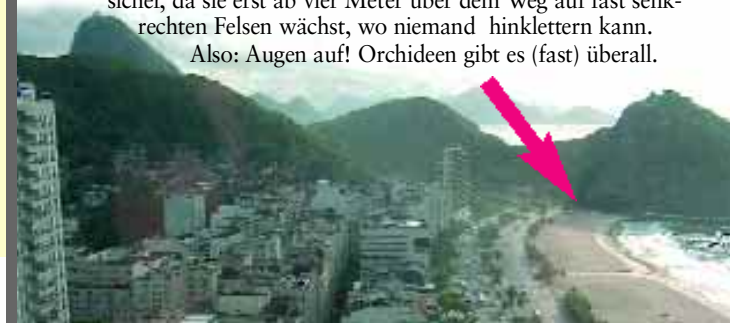 sicher, da sie erst ab vier Meter über dem Weg auf fast senk-
rechten Felsen wächst, wo niemand hinklettern kann.
Also: Augen auf! Orchideen gibt es (fast) überall.